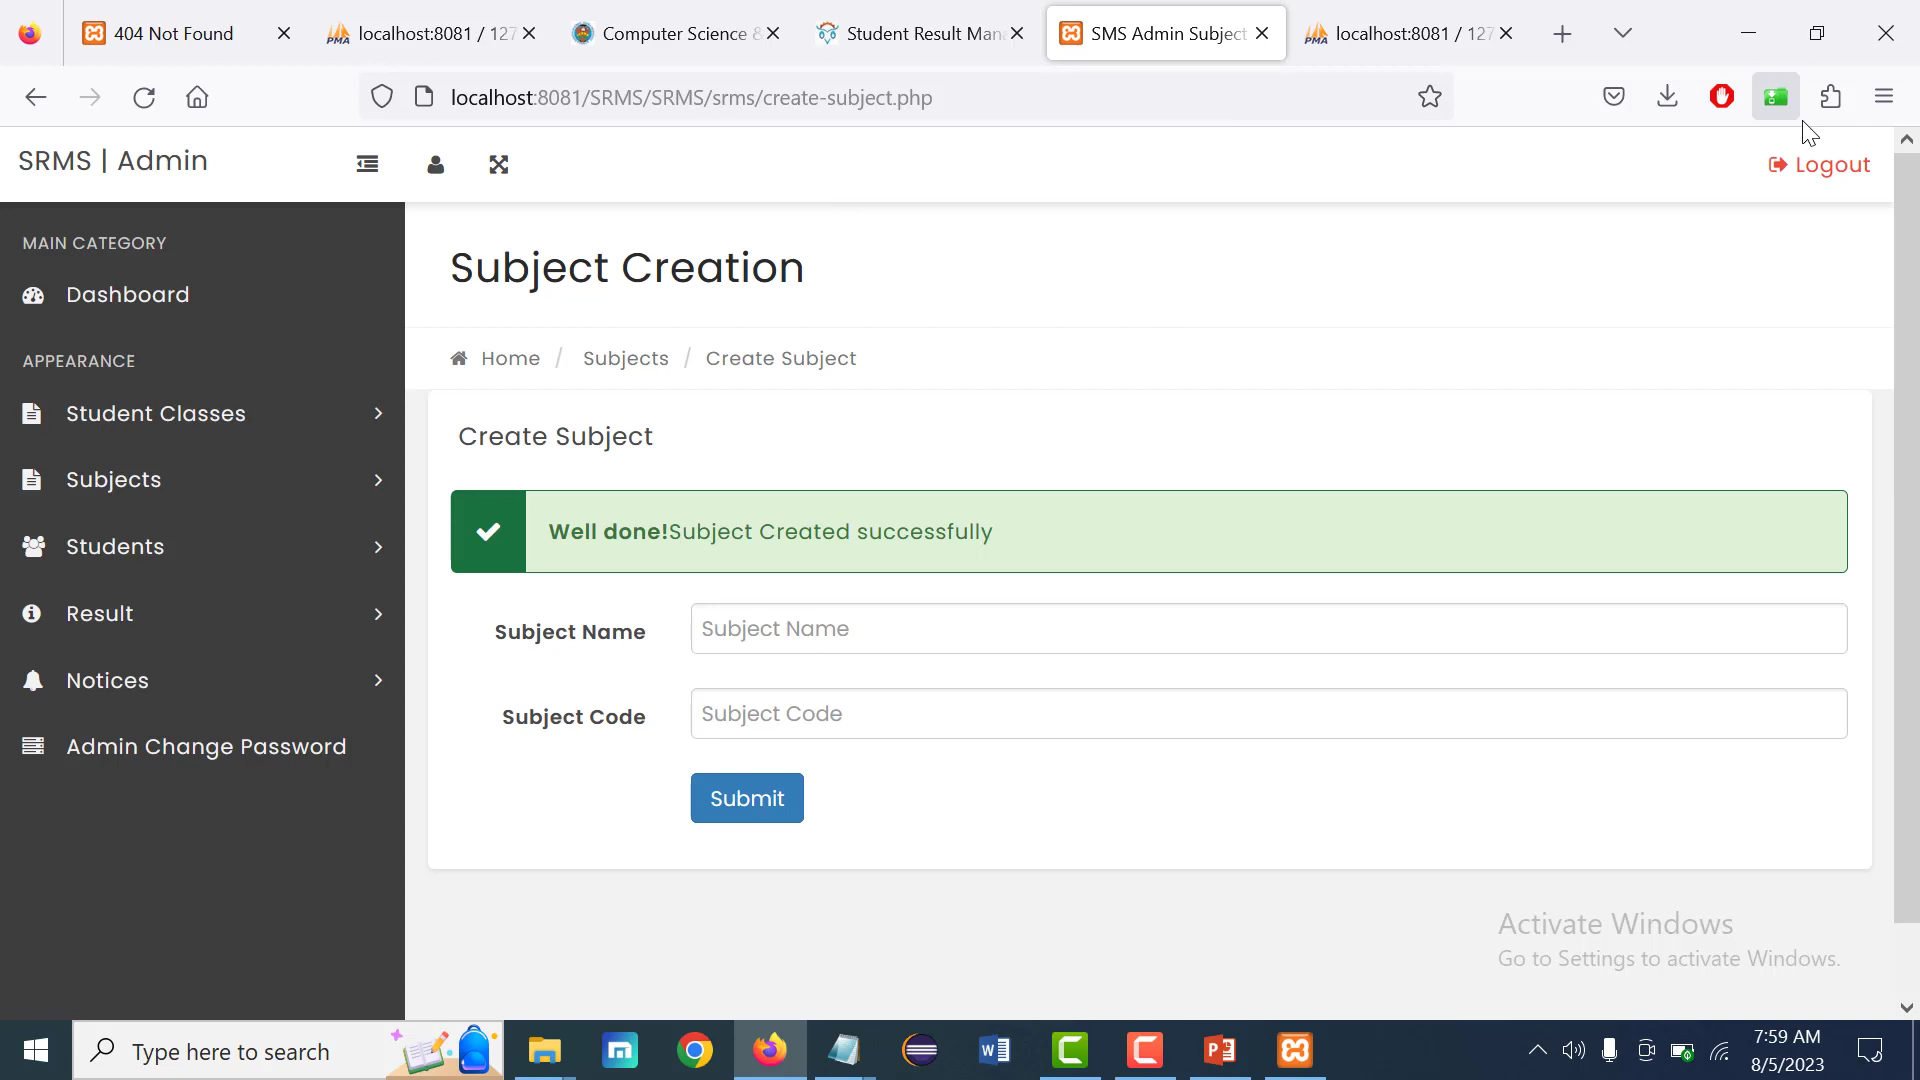 404 Not Found
localhost:8081 / 127
Computer Science &
Student Result Man
SMS Admin Subject
localhost:8081 / 127
localhost:8081/SRMS/SRMS/srms/create-subject.php
SRMS | Admin
Logout
MAIN CATEGORY
Dashboard
APPEARANCE
Student Classes
Subjects
Students
Result
Notices
Admin Change Password
Subject Creation
Home / Subjects / Create Subject
Create Subject
Well done!Subject Created successfully
Subject Name
Subject Name
Subject Code
Subject Code
Submit
Activate Windows
Go to Settings to activate Windows.
Type here to search
7:59 AM
8/5/2023